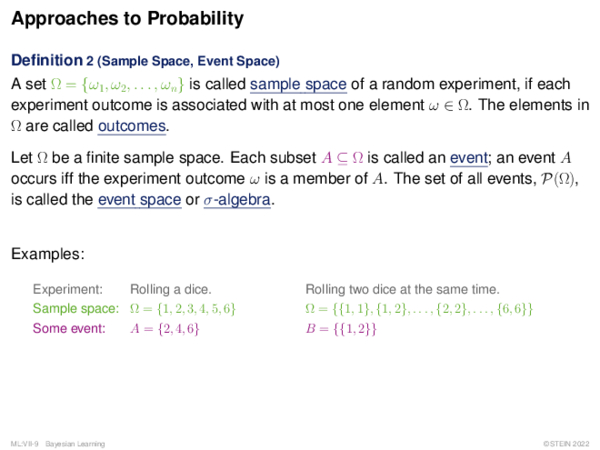 Approaches to Probability
Definition 2 (Sample Space, Event Space)
A set Ω = {ω₁, ω₂, . . . , ωₙ} is called sample space of a random experiment, if each
experiment outcome is associated with at most one element ω ∈ Ω. The elements in
Ω are called outcomes.
Let Ω be a finite sample space. Each subset A ⊆ Ω is called an event; an event A
occurs iff the experiment outcome ω is a member of A. The set of all events, 𝒫(Ω),
is called the event space or σ-algebra.
Examples:
Experiment: Rolling a dice. Rolling two dice at the same time.
Sample space: Ω = {1, 2, 3, 4, 5, 6} Ω = {{1, 1}, {1, 2}, . . . , {2, 2}, . . . , {6, 6}}
Some event: A = {2, 4, 6} B = {{1, 2}}
ML:VII-9 Bayesian Learning ©STEIN 2022